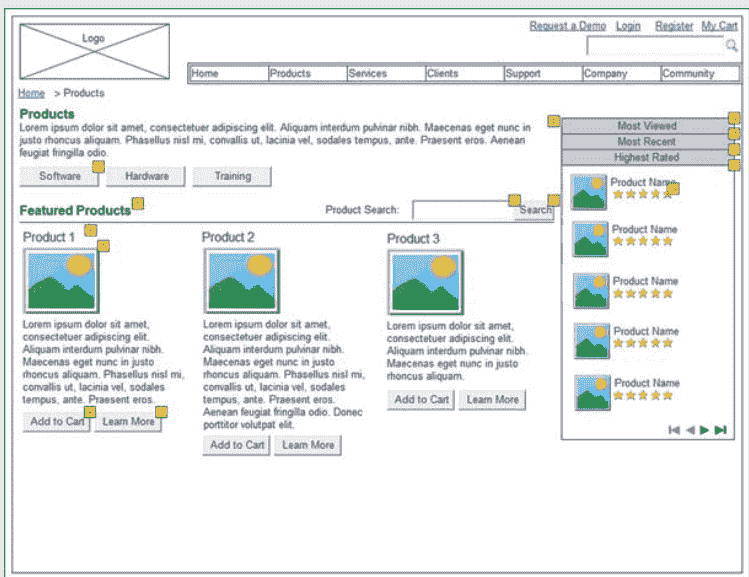 Logo
Request a Demo Login Register My Cart
Home Products Services Clients Support Company Community
Home > Products
Products
Lorem ipsum dolor sit amet, consectetuer adipiscing elit. Aliquam interdum pulvinar nibh. Maecenas eget nunc in
justo rhoncus aliquam. Phasellus nisl mi, convallis ut, lacinia vel, sodales tempus, ante. Praesent eros. Aenean
feugiat fringilla odio.
Software Hardware Training
Featured Products
Product Search: Search
Product 1
Lorem ipsum dolor sit amet,
consectetuer adipiscing elit.
Aliquam interdum pulvinar nibh.
Maecenas eget nunc in justo
rhoncus aliquam. Phasellus nisl mi,
convallis ut, lacinia vel, sodales
tempus, ante. Praesent eros.
Add to Cart Learn More
Product 2
Lorem ipsum dolor sit amet,
consectetuer adipiscing elit.
Aliquam interdum pulvinar nibh.
Maecenas eget nunc in justo
rhoncus aliquam. Phasellus nisl mi,
convallis ut, lacinia vel, sodales
tempus, ante. Praesent eros.
Aenean feugiat fringilla odio. Donec
porttitor volutpat elit.
Add to Cart Learn More
Product 3
Lorem ipsum dolor sit amet,
consectetuer adipiscing elit.
Aliquam interdum pulvinar nibh.
Maecenas eget nunc in justo
rhoncus aliquam.
Add to Cart Learn More
Most Viewed
Most Recent
Highest Rated
Product Name
Product Name
Product Name
Product Name
Product Name